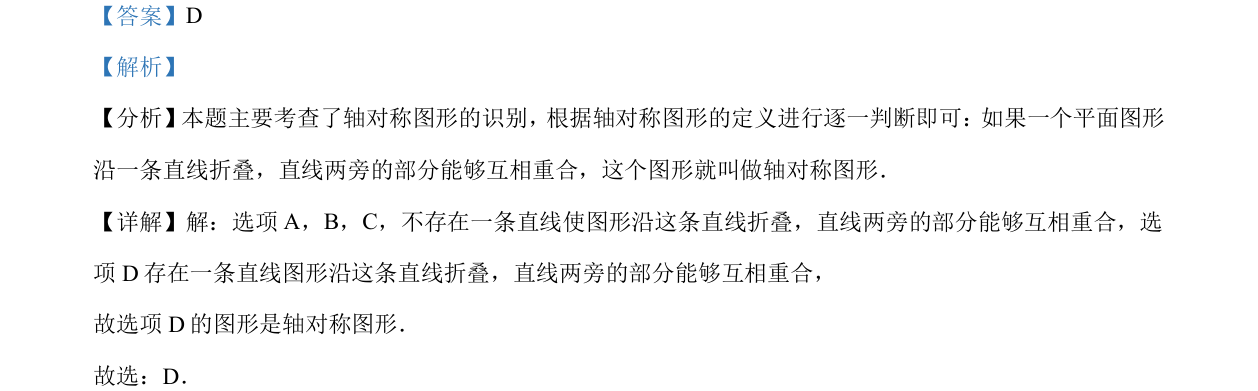 【答案】D
【解析】
【分析】本题主要考查了轴对称图形的识别，根据轴对称图形的定义进行逐一判断即可：如果一个平面图形
沿一条直线折叠，直线两旁的部分能够互相重合，这个图形就叫做轴对称图形．
【详解】解：选项 A，B，C，不存在一条直线使图形沿这条直线折叠，直线两旁的部分能够互相重合，选
项 D 存在一条直线图形沿这条直线折叠，直线两旁的部分能够互相重合，
故选项 D 的图形是轴对称图形．
故选：D．